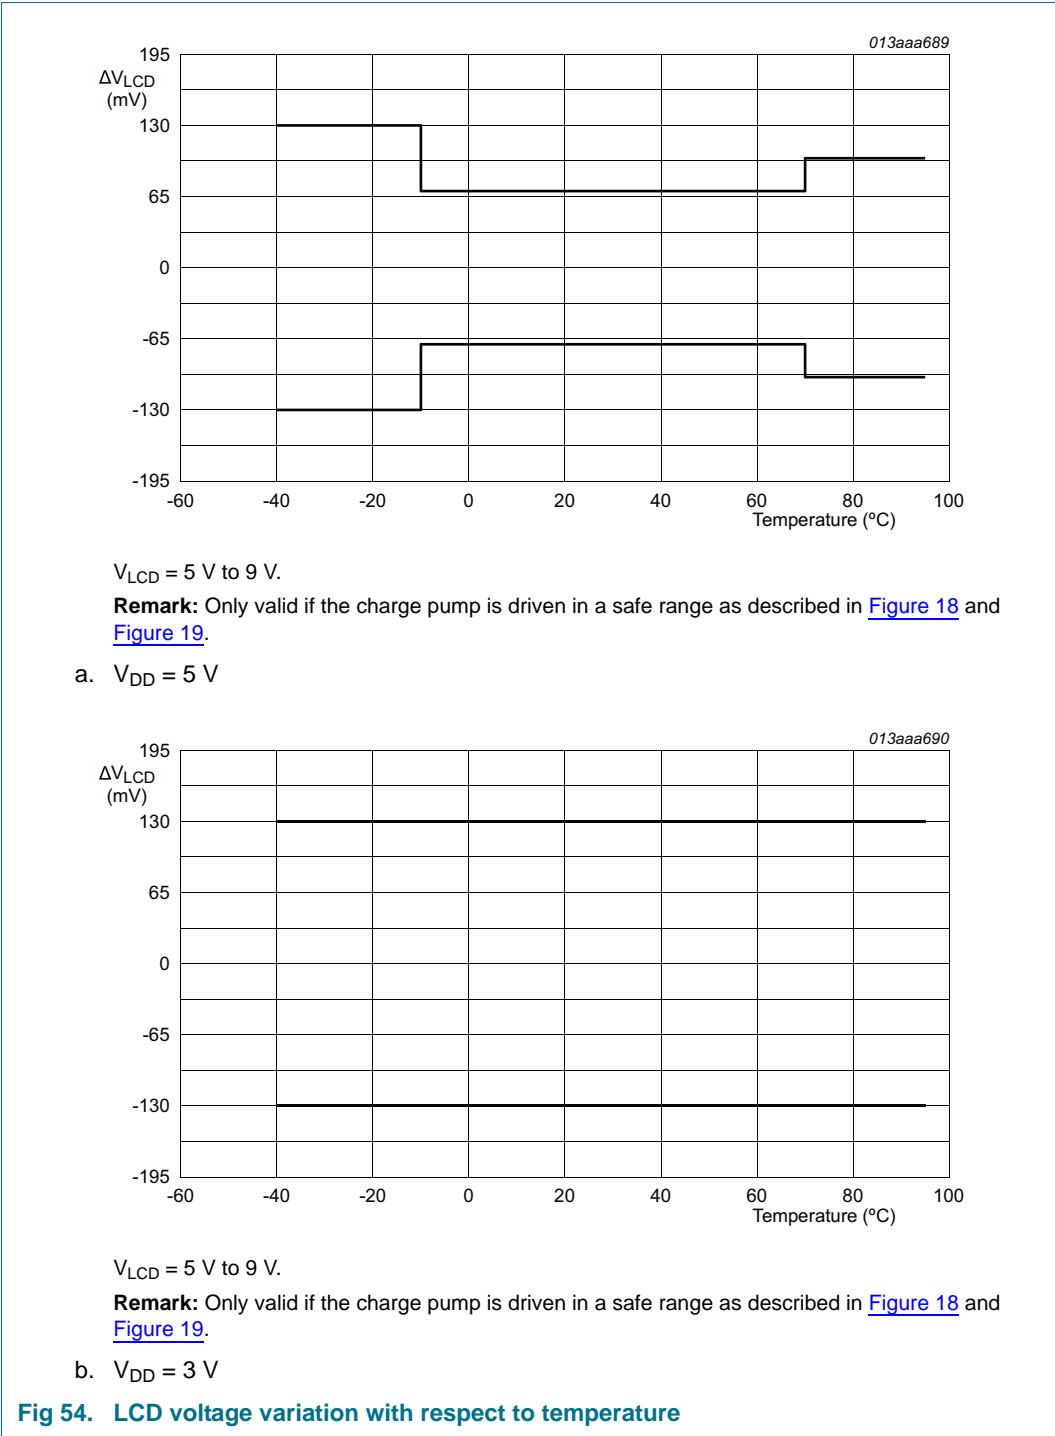 013aaa689
195
ΔVLCD
(mV)
130
65
0
-65
-130
-195
-60 -40 -20 0 20 40 60 80 100
Temperature (ºC)
VLCD = 5 V to 9 V.
Remark: Only valid if the charge pump is driven in a safe range as described in Figure 18 and
Figure 19.
a. VDD = 5 V
013aaa690
195
ΔVLCD
(mV)
130
65
0
-65
-130
-195
-60 -40 -20 0 20 40 60 80 100
Temperature (ºC)
VLCD = 5 V to 9 V.
Remark: Only valid if the charge pump is driven in a safe range as described in Figure 18 and
Figure 19.
b. VDD = 3 V
Fig 54. LCD voltage variation with respect to temperature